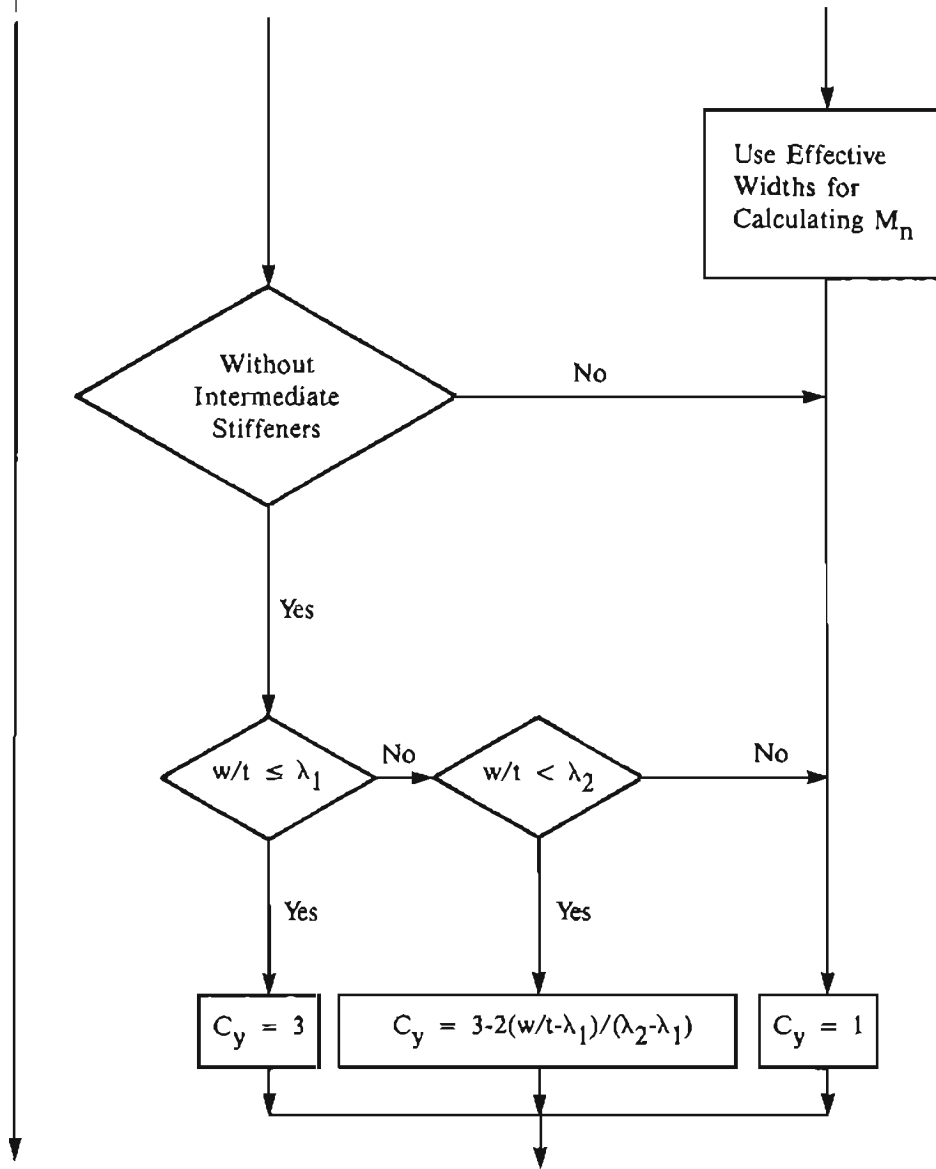 Use Effective
Widths for
Calculating Mₙ
Without
Intermediate
Stiffeners
No
Yes
w/t ≤ λ₁
No
w/t < λ₂
No
Yes
Yes
C_y = 3
C_y = 3-2(w/t-λ₁)/(λ₂-λ₁)
C_y = 1